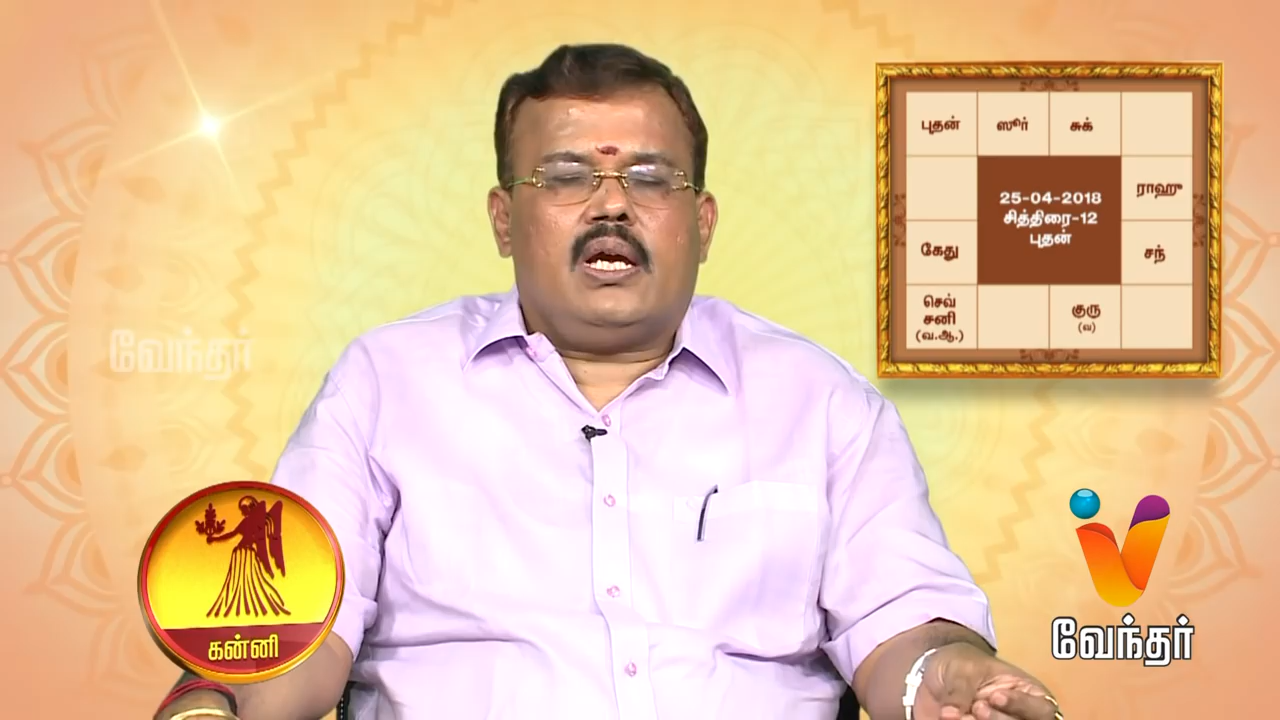 புதன்
ஸூர்
சுக்
ராஹு
25-04-2018
சித்திரை-12
புதன்
கேது
சந்
செவ்
சனி
(வ.ஆ.)
குரு
(வ)
வேந்தர்
கன்னி
வேந்தர்